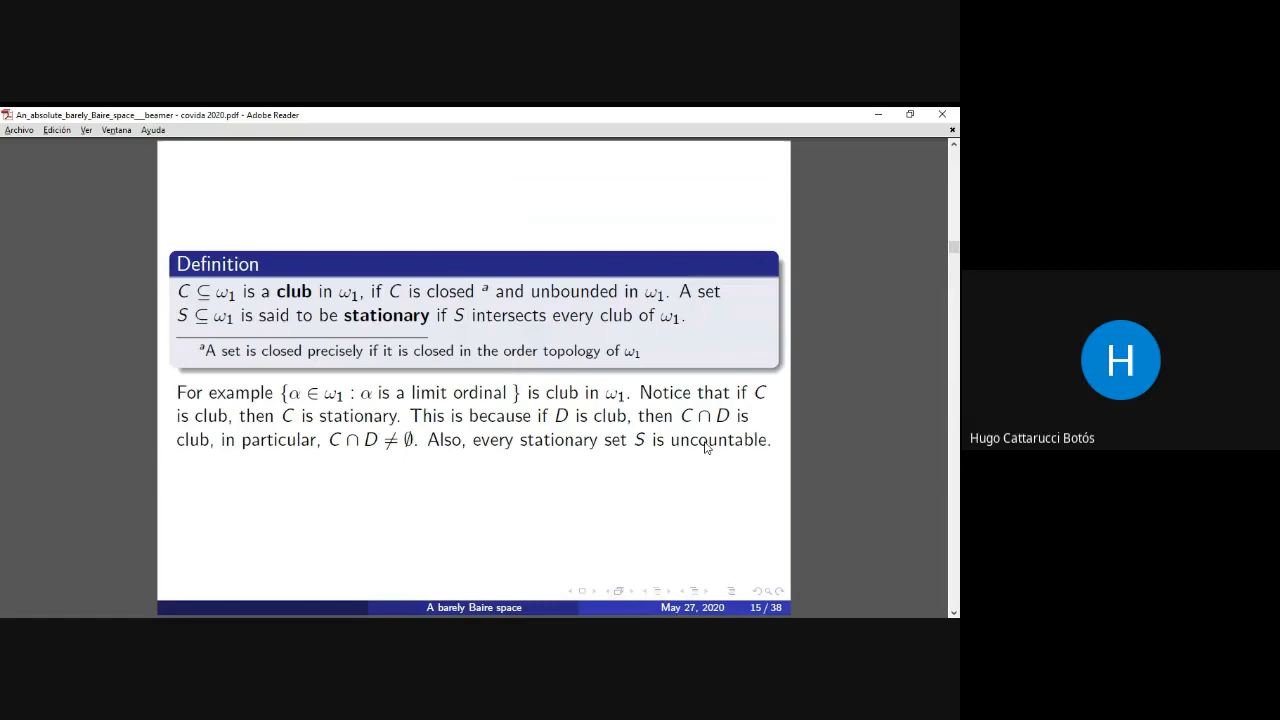 An_absolute_barely_Baire_space__beamer - covida 2020.pdf - Adobe Reader
Archivo Edición Ver Ventana Ayuda
Definition
C ⊆ ω₁ is a club in ω₁, if C is closed ᵃ and unbounded in ω₁. A set
S ⊆ ω₁ is said to be stationary if S intersects every club of ω₁.
ᵃA set is closed precisely if it is closed in the order topology of ω₁
For example {α ∈ ω₁ : α is a limit ordinal } is club in ω₁. Notice that if C
is club, then C is stationary. This is because if D is club, then C ∩ D is
club, in particular, C ∩ D ≠ ∅. Also, every stationary set S is uncountable.
A barely Baire space May 27, 2020 15 / 38
H
Hugo Cattarucci Botós